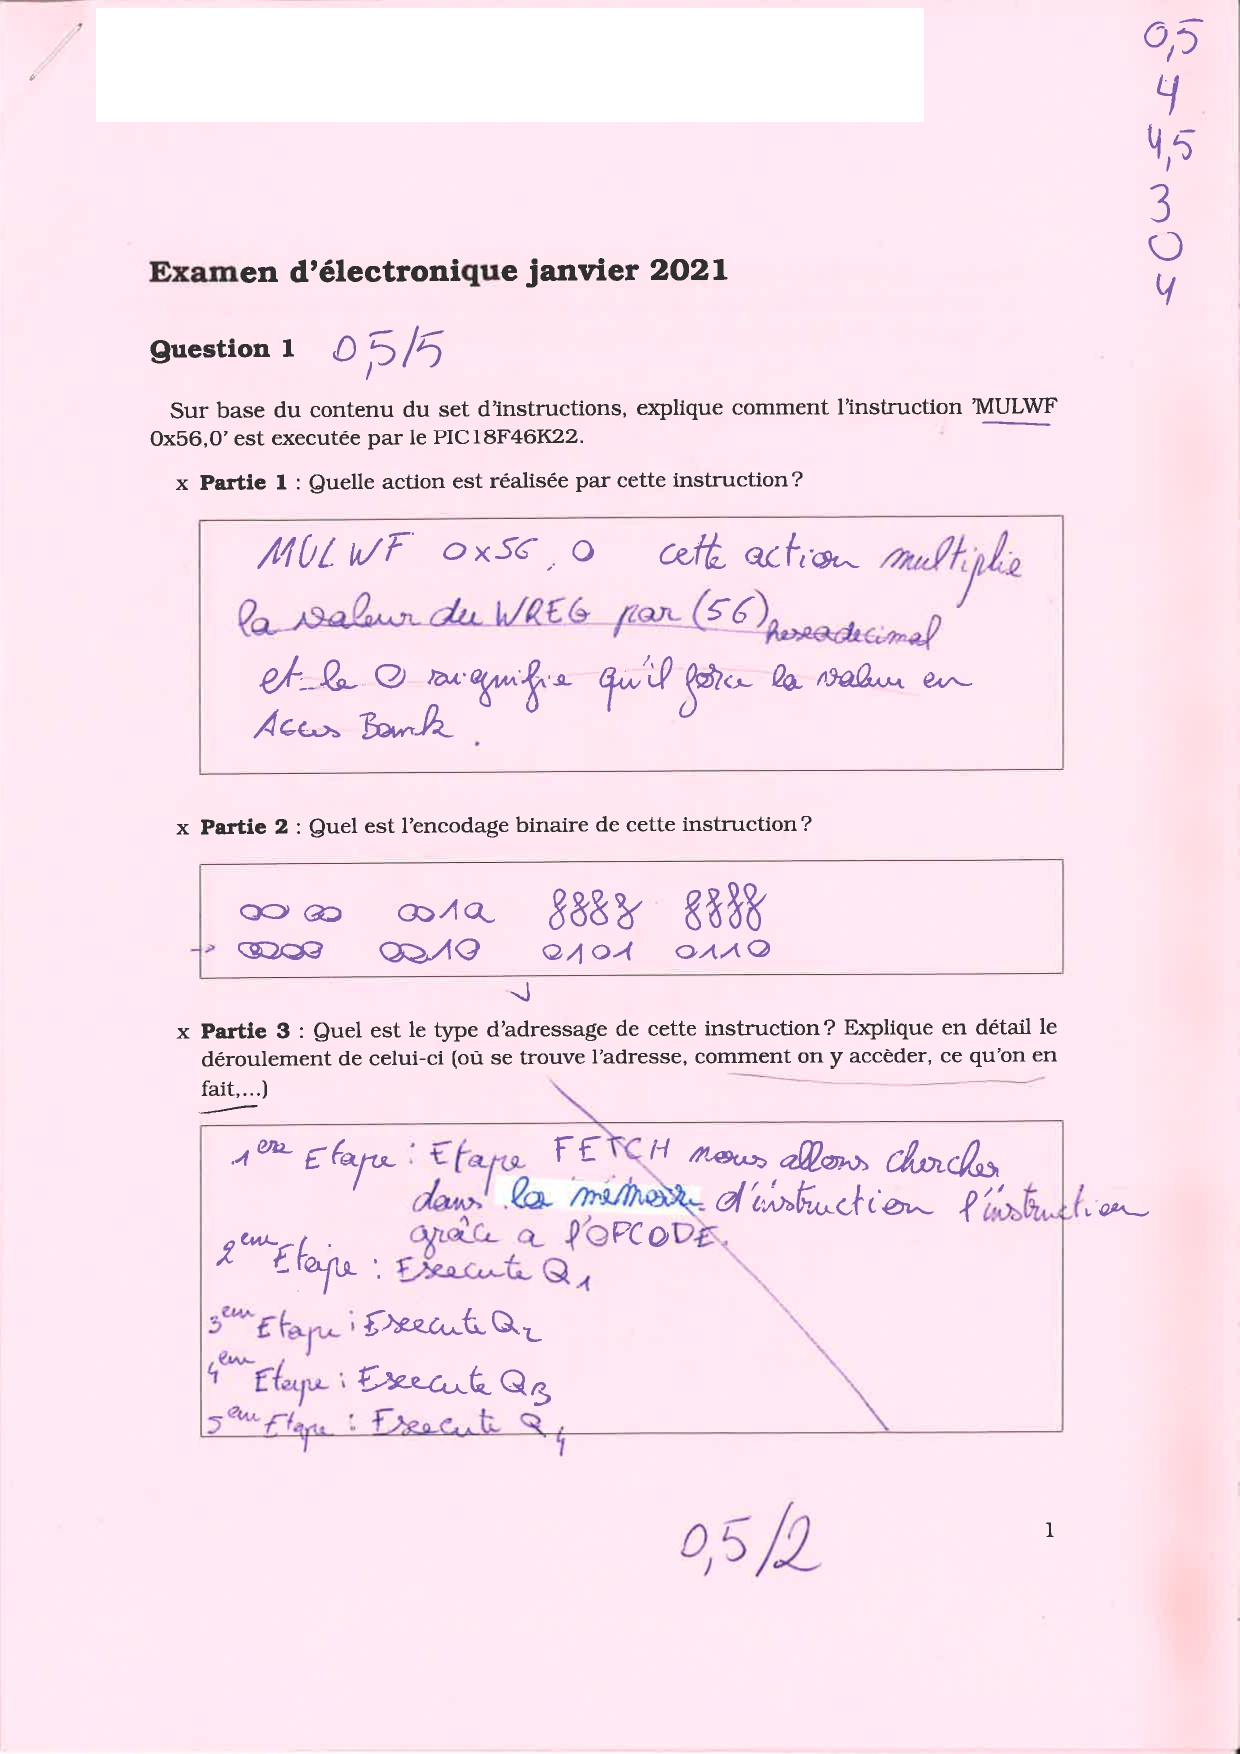 0,5
4
4,5
3
0
4
Examen d'électronique janvier 2021
Question 1 0,5/5
Sur base du contenu du set d'instructions, explique comment l'instruction 'MULWF
0x56,0' est executée par le PIC18F46K22.
x Partie 1 : Quelle action est réalisée par cette instruction ?
MULWF 0x56,0 cette action multiplie
la valeur du WREG par (56) hexadecimal
et le 0 signifie qu'il force la valeur en
Acces Bank.
x Partie 2 : Quel est l'encodage binaire de cette instruction ?
0000 001a ffff ffff
→ 0000 0010 0101 0110
x Partie 3 : Quel est le type d'adressage de cette instruction ? Explique en détail le
déroulement de celui-ci (où se trouve l'adresse, comment on y accèder, ce qu'on en
fait,...)
1ere Etape : Etape FETCH nous allons chercher
dans la mémoire d'instruction l'instruction
grâce a l'OPCODE.
2eme Etape : Execute Q1
3eme Etape : Execute Q2
4eme Etape : Execute Q3
5eme Etape : Execute Q4
0,5/2
1